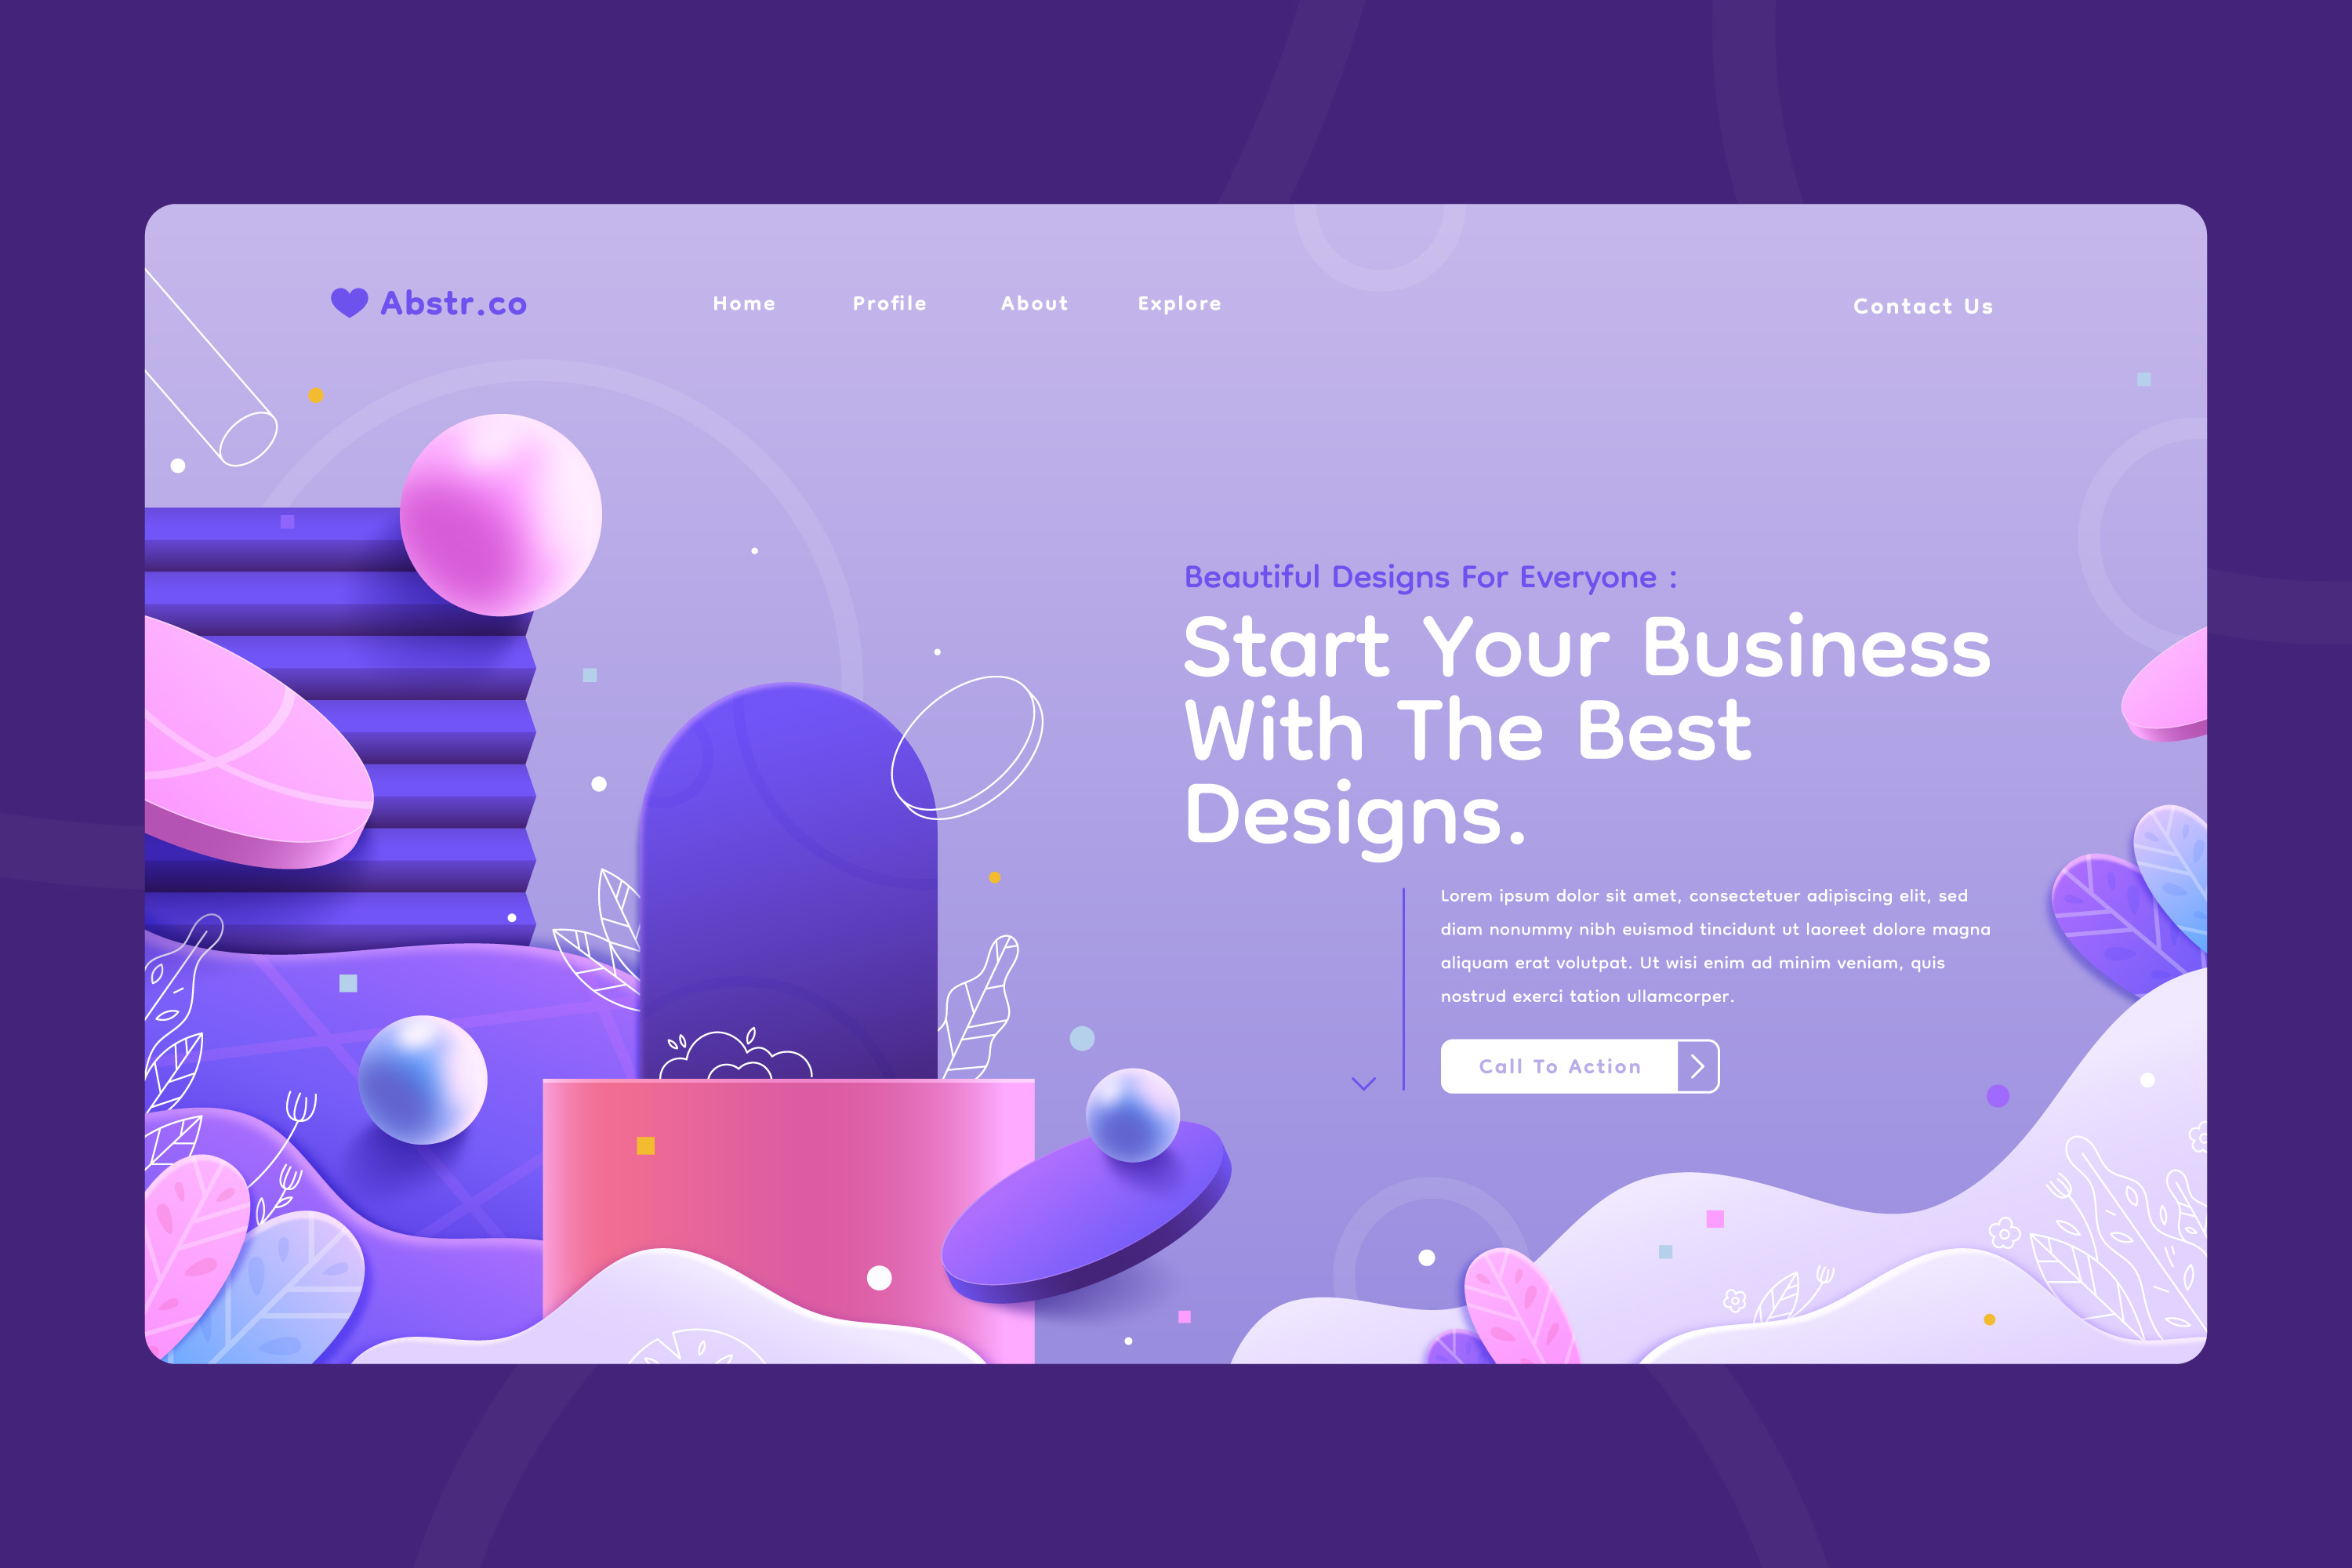 Abstr.co
Home Profile About Explore
Contact Us
Beautiful Designs For Everyone :
Start Your Business
With The Best
Designs.
Lorem ipsum dolor sit amet, consectetuer adipiscing elit, sed
diam nonummy nibh euismod tincidunt ut laoreet dolore magna
aliquam erat volutpat. Ut wisi enim ad minim veniam, quis
nostrud exerci tation ullamcorper.
Call To Action